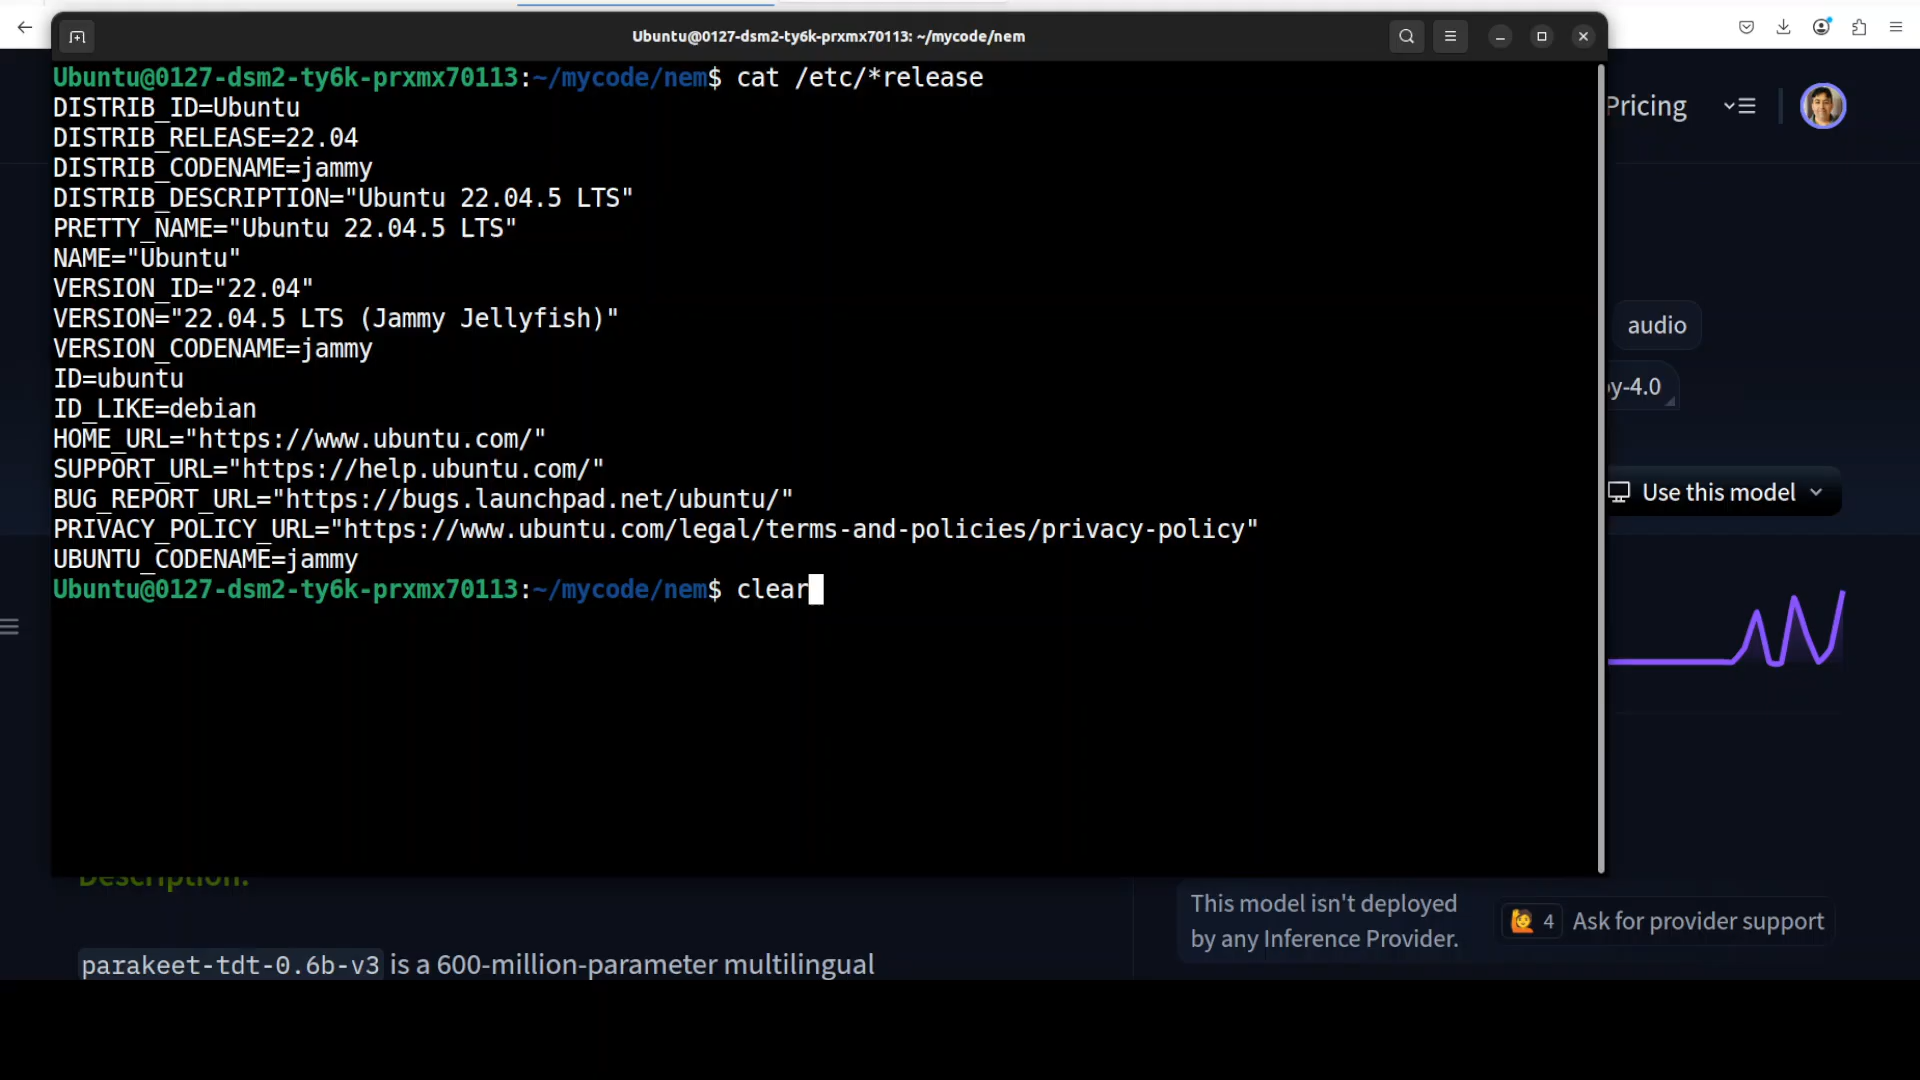 Ubuntu@0127-dsm2-ty6k-prxmx70113: ~/mycode/nem
Ubuntu@0127-dsm2-ty6k-prxmx70113:~/mycode/nem$ cat /etc/*release
DISTRIB_ID=Ubuntu
DISTRIB_RELEASE=22.04
DISTRIB_CODENAME=jammy
DISTRIB_DESCRIPTION="Ubuntu 22.04.5 LTS"
PRETTY_NAME="Ubuntu 22.04.5 LTS"
NAME="Ubuntu"
VERSION_ID="22.04"
VERSION="22.04.5 LTS (Jammy Jellyfish)"
VERSION_CODENAME=jammy
ID=ubuntu
ID_LIKE=debian
HOME_URL="https://www.ubuntu.com/"
SUPPORT_URL="https://help.ubuntu.com/"
BUG_REPORT_URL="https://bugs.launchpad.net/ubuntu/"
PRIVACY_POLICY_URL="https://www.ubuntu.com/legal/terms-and-policies/privacy-policy"
UBUNTU_CODENAME=jammy
Ubuntu@0127-dsm2-ty6k-prxmx70113:~/mycode/nem$ clear
Pricing
audio
y-4.0
Use this model
Description:
parakeet-tdt-0.6b-v3 is a 600-million-parameter multilingual
This model isn't deployed
by any Inference Provider.
4 Ask for provider support